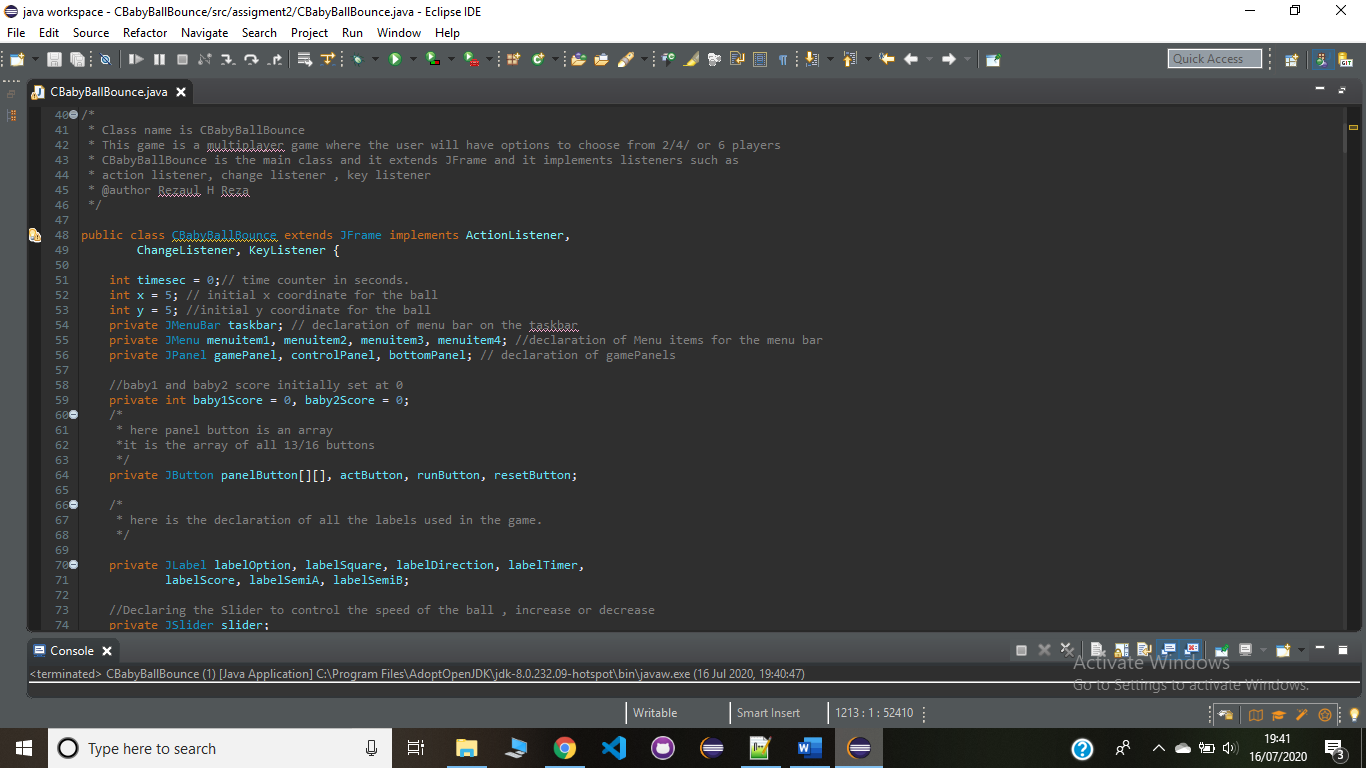 java workspace - CBabyBallBounce/src/assigment2/CBabyBallBounce.java - Eclipse IDE
File Edit Source Refactor Navigate Search Project Run Window Help
Quick Access
CBabyBallBounce.java
40 /*
41 * Class name is CBabyBallBounce
42 * This game is a multiplayer game where the user will have options to choose from 2/4/ or 6 players
43 * CBabyBallBounce is the main class and it extends JFrame and it implements listeners such as
44 * action listener, change listener , key listener
45 * @author Rezaul H Reza
46 */
47
48 public class CBabyBallBounce extends JFrame implements ActionListener,
49 ChangeListener, KeyListener {
50
51 int timesec = 0;// time counter in seconds.
52 int x = 5; // initial x coordinate for the ball
53 int y = 5; //initial y coordinate for the ball
54 private JMenuBar taskbar; // declaration of menu bar on the taskbar
55 private JMenu menuitem1, menuitem2, menuitem3, menuitem4; //declaration of Menu items for the menu bar
56 private JPanel gamePanel, controlPanel, bottomPanel; // declaration of gamePanels
57
58 //baby1 and baby2 score initially set at 0
59 private int baby1Score = 0, baby2Score = 0;
60 /*
61 * here panel button is an array
62 *it is the array of all 13/16 buttons
63 */
64 private JButton panelButton[][], actButton, runButton, resetButton;
65
66 /*
67 * here is the declaration of all the labels used in the game.
68 */
69
70 private JLabel labelOption, labelSquare, labelDirection, labelTimer,
71 labelScore, labelSemiA, labelSemiB;
72
73 //Declaring the Slider to control the speed of the ball , increase or decrease
74 private JSlider slider;
Console
<terminated> CBabyBallBounce (1) [Java Application] C:\Program Files\AdoptOpenJDK\jdk-8.0.232.09-hotspot\bin\javaw.exe (16 Jul 2020, 19:40:47)
Activate Windows
Go to Settings to activate Windows.
Writable Smart Insert 1213 : 1 : 52410
Type here to search
19:41
16/07/2020
3